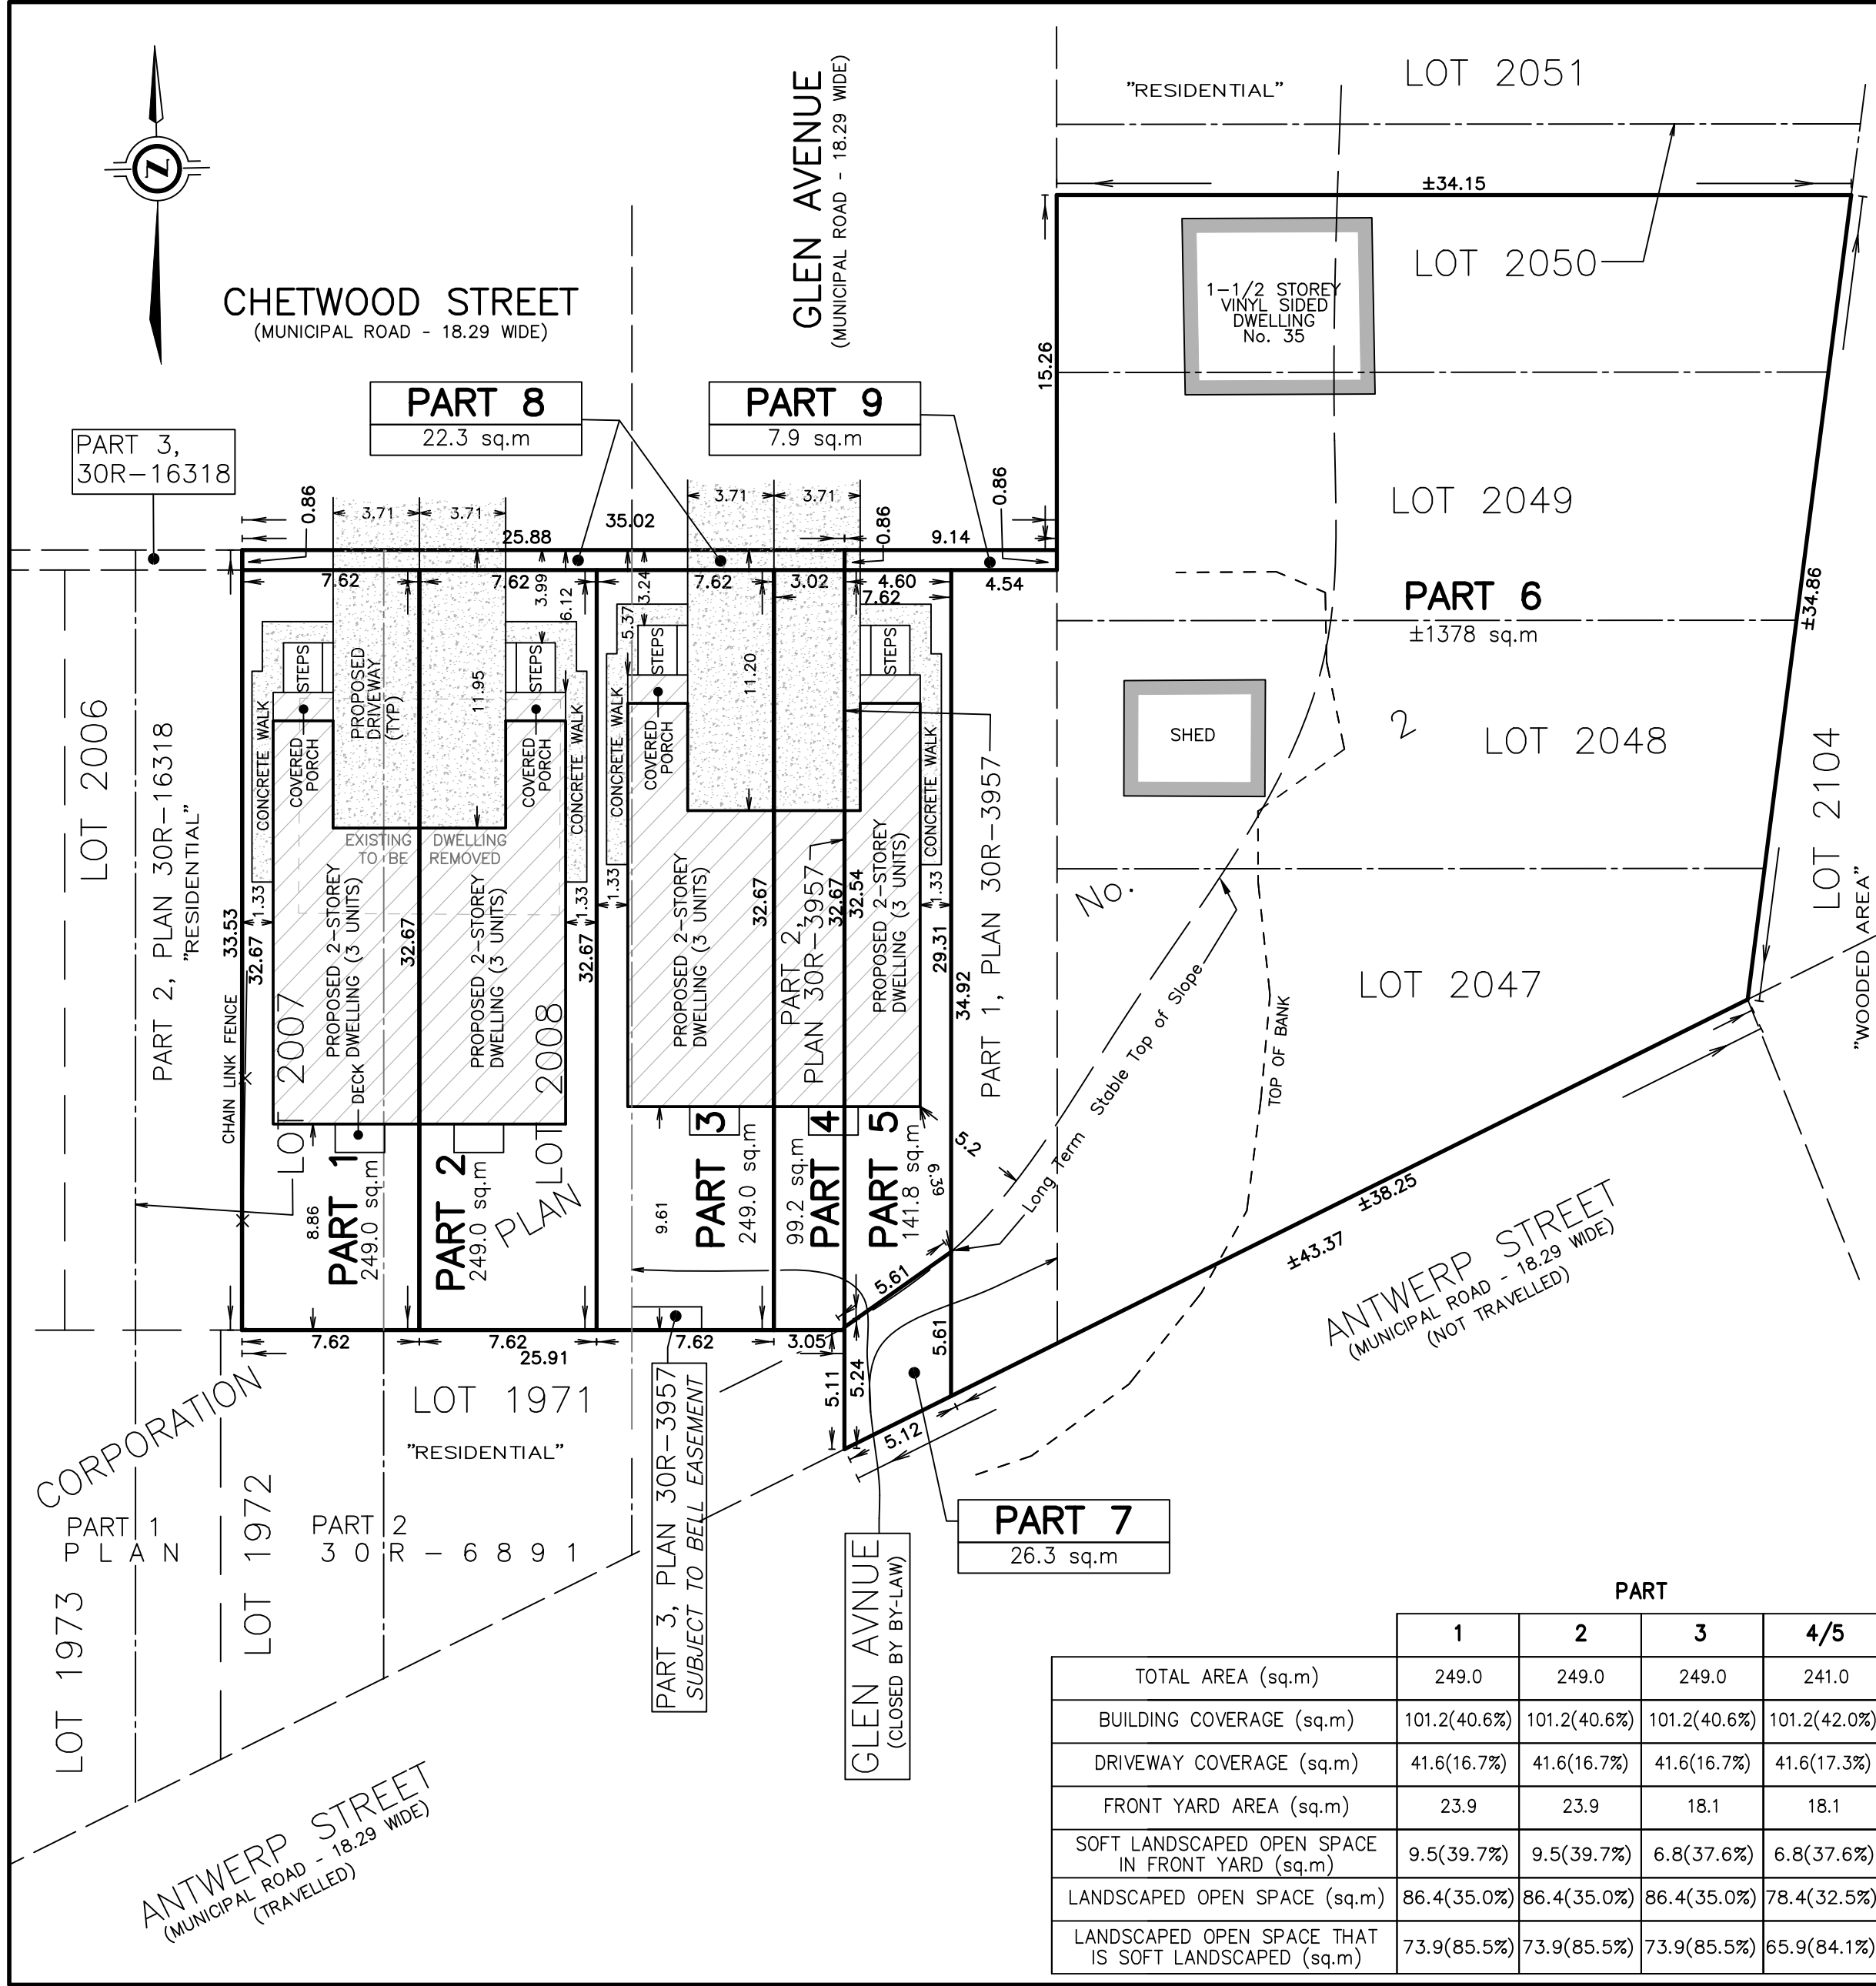 LOT 2051
"RESIDENTIAL"
GLEN AVENUE
(MUNICIPAL ROAD - 18.29 WIDE)
±34.15
N
LOT 2050
1-1/2 STOREY
VINYL SIDED
DWELLING
No. 35
CHETWOOD STREET
(MUNICIPAL ROAD - 18.29 WIDE)
15.26
PART 8
22.3 sq.m
PART 9
7.9 sq.m
PART 3,
30R-16318
LOT 2049
0.86
3.71
3.71
25.88
35.02
3.71
3.71
0.86
9.14
0.86
7.62
7.62
3.99
6.12
3.24
7.62
3.02
4.60
7.62
4.54
PART 6
±1378 sq.m
±34.86
5.37
STEPS
STEPS
STEPS
STEPS
PROPOSED
DRIVEWAY
(TYP)
11.95
11.20
LOT 2006
PART 2, PLAN 30R-16318
"RESIDENTIAL"
CONCRETE WALK
COVERED
PORCH
COVERED
PORCH
CONCRETE WALK
CONCRETE WALK
COVERED
PORCH
CONCRETE WALK
SHED
2
LOT 2048
LOT 2104
EXISTING DWELLING
TO BE REMOVED
PART 1, PLAN 30R-3957
PART 2,
PLAN 30R-3957
1.33
1.33
1.33
1.33
33.53
32.67
32.67
32.67
32.67
32.67
32.54
29.31
34.92
PROPOSED 2-STOREY
DWELLING (3 UNITS)
PROPOSED 2-STOREY
DWELLING (3 UNITS)
PROPOSED 2-STOREY
DWELLING (3 UNITS)
PROPOSED 2-STOREY
DWELLING (3 UNITS)
No.
LOT 2047
"WOODED AREA"
CHAIN LINK FENCE
LOT 2007
DECK
LOT 2008
Long Term Stable Top of Slope
TOP OF BANK
8.86
PART 1
249.0 sq.m
PART 2
249.0 sq.m
PLAN
9.61
PART 3
249.0 sq.m
99.2 sq.m
PART 4
PART 5
141.8 sq.m
6.39
5.2
±38.25
±43.37
ANTWERP STREET
(MUNICIPAL ROAD - 18.29 WIDE)
(NOT TRAVELLED)
5.61
7.62
7.62
25.91
7.62
3.05
5.11
5.24
5.61
5.12
CORPORATION
LOT 1971
"RESIDENTIAL"
PART 3, PLAN 30R-3957
SUBJECT TO BELL EASEMENT
PART 1
PLAN
LOT 1972
PART 2
30R-6891
LOT 1973
PART 7
26.3 sq.m
GLEN AVNUE
(CLOSED BY BY-LAW)
ANTWERP STREET
(MUNICIPAL ROAD - 18.29 WIDE)
(TRAVELLED)
PART
1 2 3 4/5
TOTAL AREA (sq.m) 249.0 249.0 249.0 241.0
BUILDING COVERAGE (sq.m) 101.2(40.6%) 101.2(40.6%) 101.2(40.6%) 101.2(42.0%)
DRIVEWAY COVERAGE (sq.m) 41.6(16.7%) 41.6(16.7%) 41.6(16.7%) 41.6(17.3%)
FRONT YARD AREA (sq.m) 23.9 23.9 18.1 18.1
SOFT LANDSCAPED OPEN SPACE
IN FRONT YARD (sq.m) 9.5(39.7%) 9.5(39.7%) 6.8(37.6%) 6.8(37.6%)
LANDSCAPED OPEN SPACE (sq.m) 86.4(35.0%) 86.4(35.0%) 86.4(35.0%) 78.4(32.5%)
LANDSCAPED OPEN SPACE THAT
IS SOFT LANDSCAPED (sq.m) 73.9(85.5%) 73.9(85.5%) 73.9(85.5%) 65.9(84.1%)